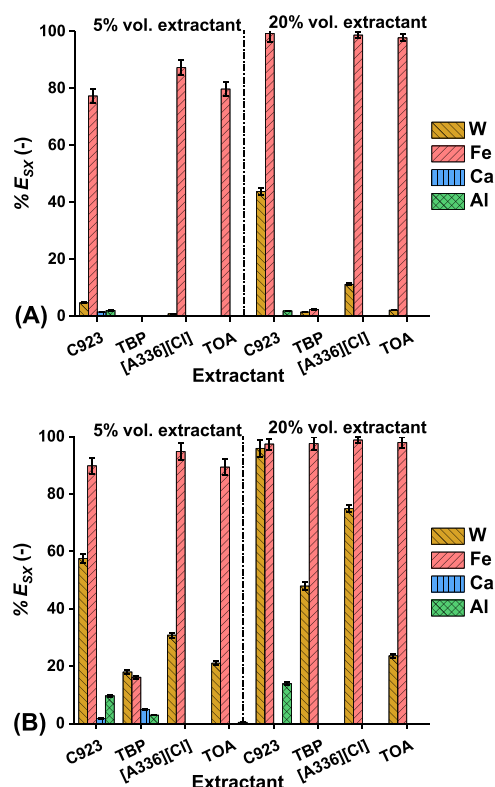 5% vol. extractant
20% vol. extractant
100
80
60
40
20
0
% E_SX (-)
W
Fe
Ca
Al
(A)
C923
TBP
[A336][Cl]
TOA
C923
TBP
[A336][Cl]
TOA
Extractant
5% vol. extractant
20% vol. extractant
100
80
60
40
20
0
% E_SX (-)
W
Fe
Ca
Al
(B)
C923
TBP
[A336][Cl]
TOA
C923
TBP
[A336][Cl]
TOA
Extractant